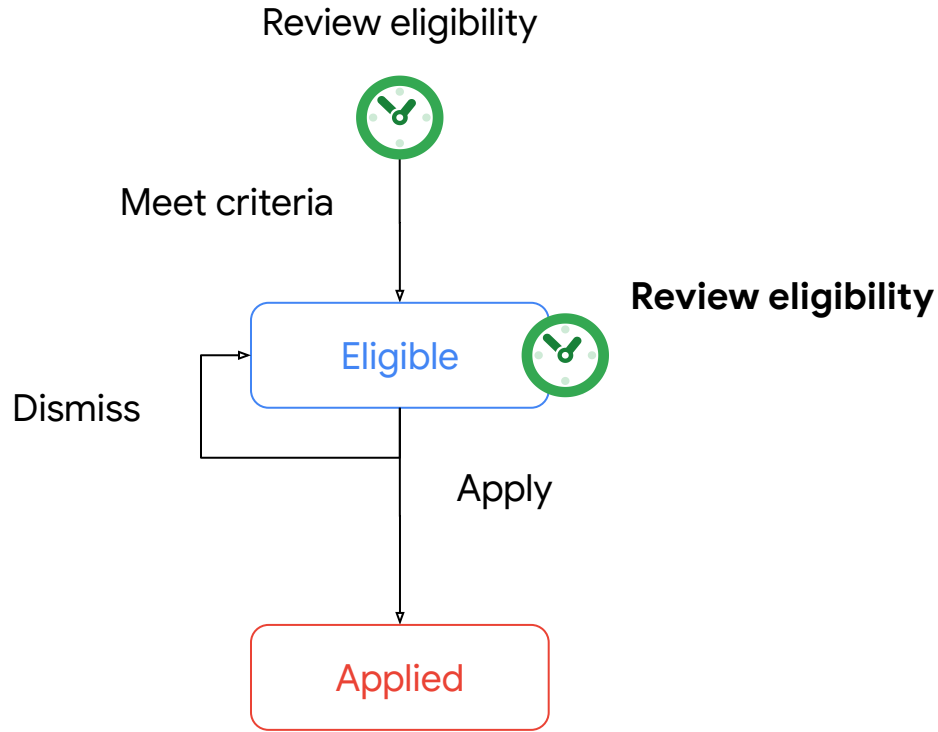 Review eligibility
Meet criteria
Review eligibility
Eligible
Dismiss
Apply
Applied